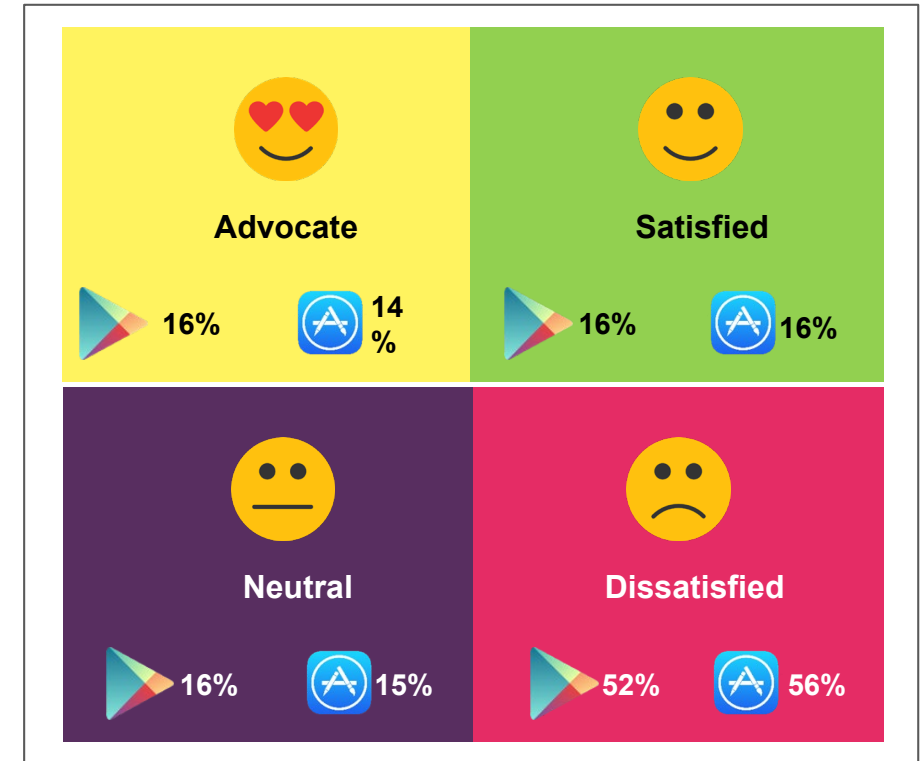 Advocate
16%
14
%
Satisfied
16%
16%
Neutral
16%
15%
Dissatisfied
52%
56%